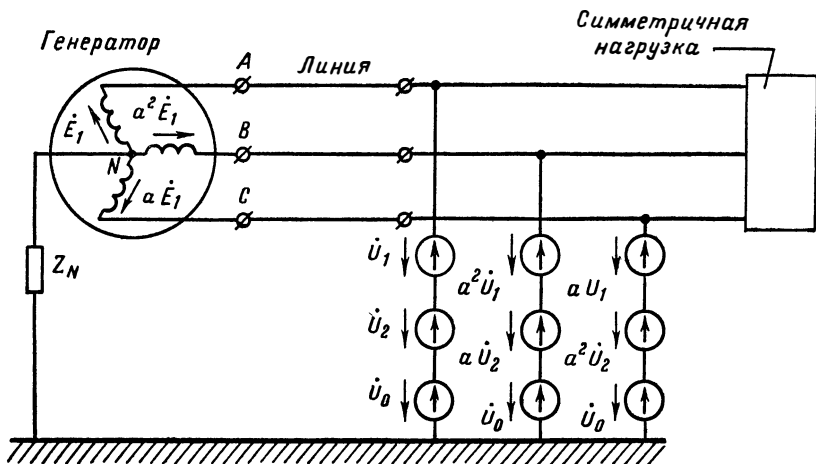 Симметричная
нагрузка
Генератор
A
Линия
Ė₁
a²Ė₁
B
N
aĖ₁
C
Z_N
U̇₁
a²U̇₁
aU₁
U̇₂
aU̇₂
a²U̇₂
U̇₀
U̇₀
U̇₀